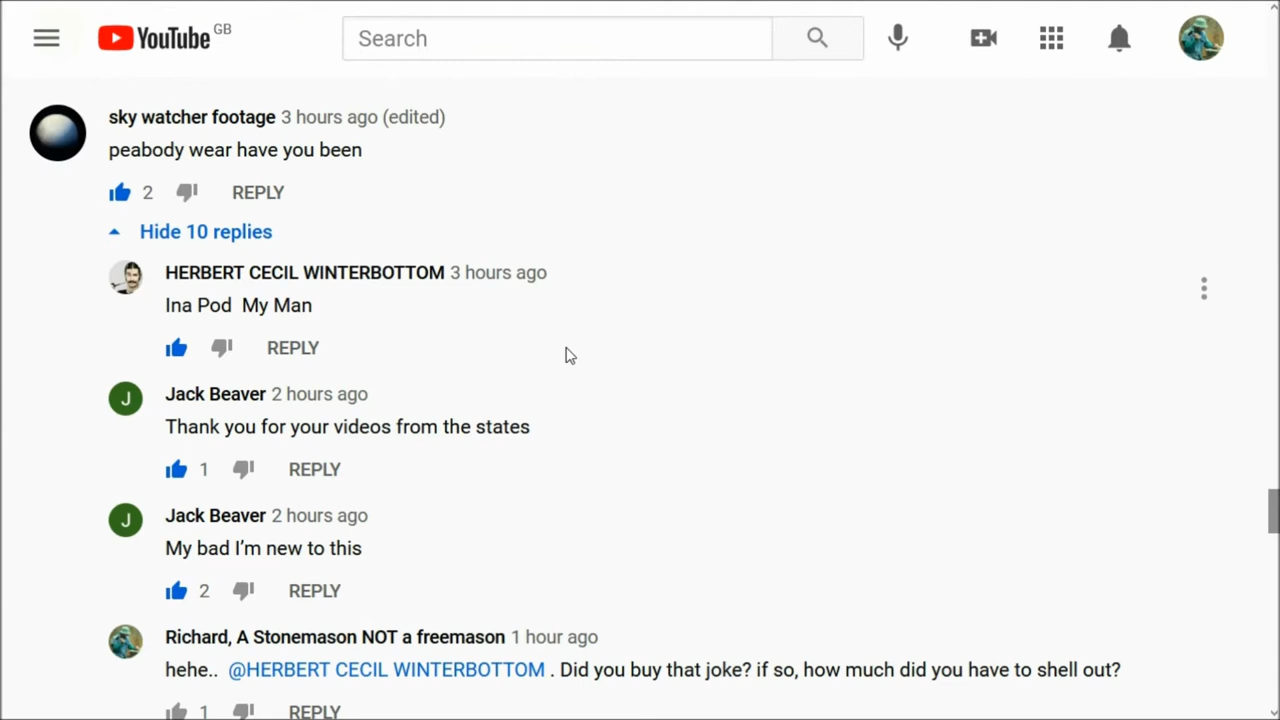 YouTube GB
Search
sky watcher footage 3 hours ago (edited)
peabody wear have you been
2 REPLY
Hide 10 replies
HERBERT CECIL WINTERBOTTOM 3 hours ago
Ina Pod My Man
REPLY
J
Jack Beaver 2 hours ago
Thank you for your videos from the states
1 REPLY
J
Jack Beaver 2 hours ago
My bad I'm new to this
2 REPLY
Richard, A Stonemason NOT a freemason 1 hour ago
hehe.. @HERBERT CECIL WINTERBOTTOM . Did you buy that joke? if so, how much did you have to shell out?
1 REPLY